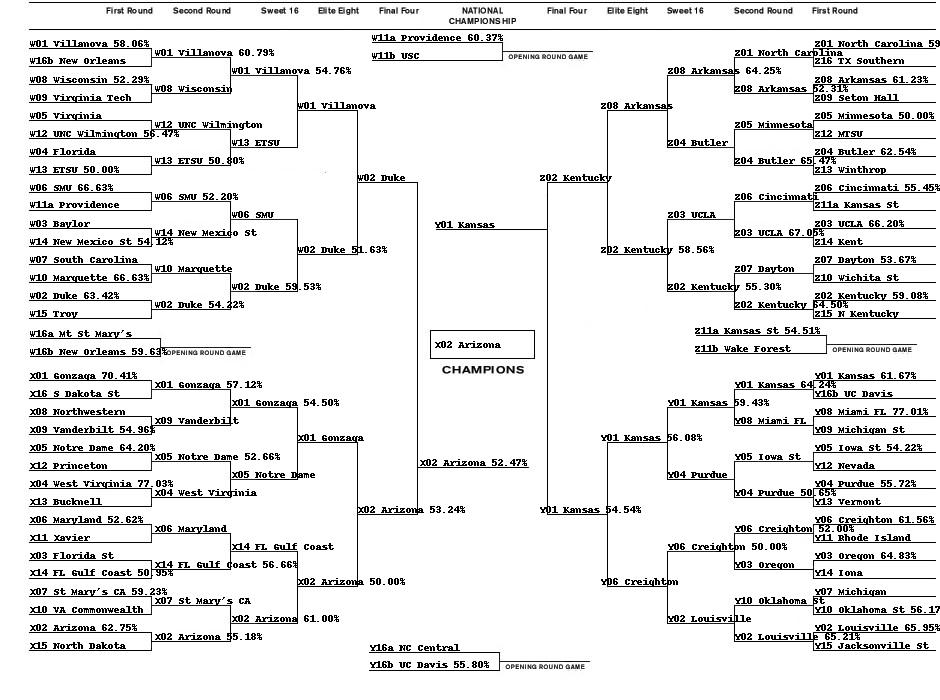 First Round Second Round Sweet 16 Elite Eight Final Four NATIONAL CHAMPIONSHIP Final Four Elite Eight Sweet 16 Second Round First Round
W01 Villanova 58.06%
W16b New Orleans
W08 Wisconsin 52.29%
W09 Virginia Tech
W05 Virginia
W12 UNC Wilmington 56.47%
W04 Florida
W13 ETSU 50.00%
W06 SMU 66.63%
W11a Providence
W03 Baylor
W14 New Mexico St 54.12%
W07 South Carolina
W10 Marquette 66.63%
W02 Duke 63.42%
W15 Troy
W01 Villanova 60.79%
W08 Wisconsin
W12 UNC Wilmington
W13 ETSU 50.80%
W06 SMU 52.20%
W14 New Mexico St
W10 Marquette
W02 Duke 54.22%
W01 Villanova 54.76%
W13 ETSU
W06 SMU
W02 Duke 59.53%
W01 Villanova
W02 Duke 51.63%
W02 Duke
W16a Mt St Mary's
W16b New Orleans 59.63%
OPENING ROUND GAME
X01 Gonzaga 70.41%
X16 S Dakota St
X08 Northwestern
X09 Vanderbilt 54.96%
X05 Notre Dame 64.20%
X12 Princeton
X04 West Virginia 77.03%
X13 Bucknell
X06 Maryland 52.62%
X11 Xavier
X03 Florida St
X14 FL Gulf Coast 50.95%
X07 St Mary's CA 59.23%
X10 VA Commonwealth
X02 Arizona 62.75%
X15 North Dakota
X01 Gonzaga 57.12%
X09 Vanderbilt
X05 Notre Dame 52.66%
X04 West Virginia
X06 Maryland
X14 FL Gulf Coast 56.66%
X07 St Mary's CA
X02 Arizona 55.18%
X01 Gonzaga 54.50%
X05 Notre Dame
X14 FL Gulf Coast
X02 Arizona 61.00%
X01 Gonzaga
X02 Arizona 50.00%
X02 Arizona 53.24%
X02 Arizona 52.47%
W11a Providence 60.37%
W11b USC
OPENING ROUND GAME
Y01 Kansas
X02 Arizona
CHAMPIONS
Y16a NC Central
Y16b UC Davis 55.80%
OPENING ROUND GAME
Z02 Kentucky
Y01 Kansas 54.54%
Z08 Arkansas
Z02 Kentucky 58.56%
Z08 Arkansas 64.25%
Z04 Butler
Z03 UCLA
Z02 Kentucky 55.30%
Z01 North Carolina
Z08 Arkansas 52.31%
Z05 Minnesota
Z04 Butler 65.47%
Z06 Cincinnati
Z03 UCLA 67.05%
Z07 Dayton
Z02 Kentucky 64.50%
Z01 North Carolina 59
Z16 TX Southern
Z08 Arkansas 61.23%
Z09 Seton Hall
Z05 Minnesota 50.00%
Z12 MTSU
Z04 Butler 62.54%
Z13 Winthrop
Z06 Cincinnati 55.45%
Z11a Kansas St
Z03 UCLA 66.20%
Z14 Kent
Z07 Dayton 53.67%
Z10 Wichita St
Z02 Kentucky 59.08%
Z15 N Kentucky
Z11a Kansas St 54.51%
Z11b Wake Forest
OPENING ROUND GAME
Y01 Kansas 56.08%
Y06 Creighton
Y01 Kansas 59.43%
Y04 Purdue
Y06 Creighton 50.00%
Y02 Louisville
Y01 Kansas 64.24%
Y08 Miami FL
Y05 Iowa St
Y04 Purdue 50.65%
Y06 Creighton 52.00%
Y03 Oregon
Y10 Oklahoma St
Y02 Louisville 65.21%
Y01 Kansas 61.67%
Y16b UC Davis
Y08 Miami FL 77.01%
Y09 Michigan St
Y05 Iowa St 54.22%
Y12 Nevada
Y04 Purdue 55.72%
Y13 Vermont
Y06 Creighton 61.56%
Y11 Rhode Island
Y03 Oregon 64.83%
Y14 Iona
Y07 Michigan
Y10 Oklahoma St 56.17
Y02 Louisville 65.95%
Y15 Jacksonville St